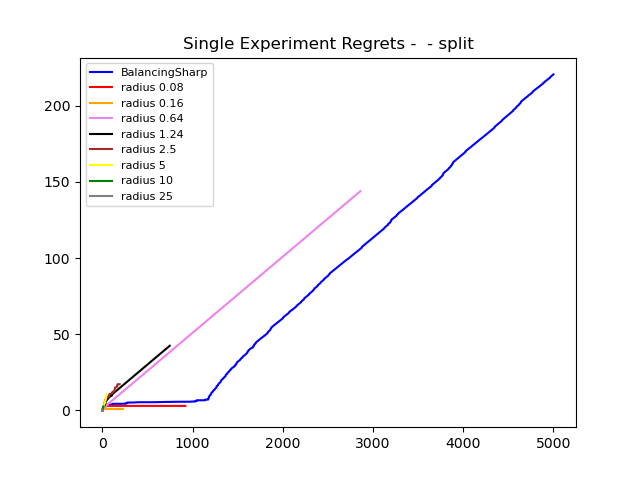 Single Experiment Regrets -  - split
BalancingSharp
radius 0.08
radius 0.16
radius 0.64
radius 1.24
radius 2.5
radius 5
radius 10
radius 25
200
150
100
50
0
0 1000 2000 3000 4000 5000